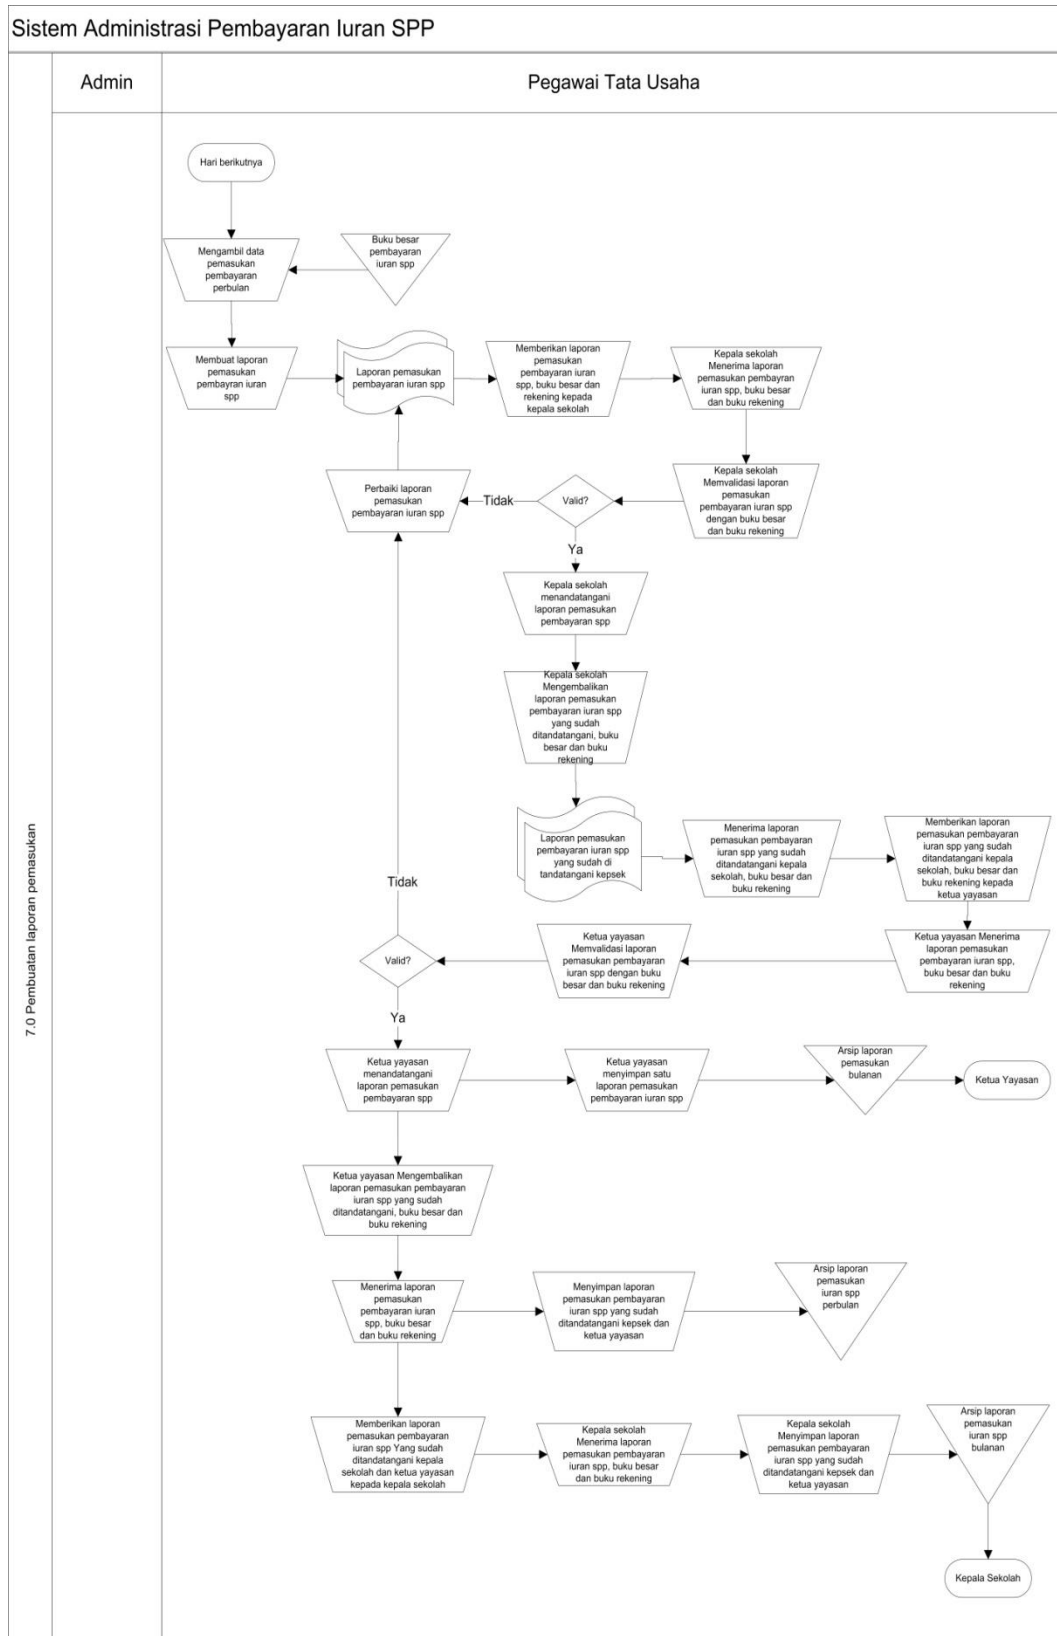 Sistem Administrasi Pembayaran Iuran SPP
Admin
Pegawai Tata Usaha
7.0 Pembuatan laporan pemasukan
Hari berikutnya
Mengambil data
pemasukan
pembayaran
perbulan
Buku besar
pembayaran
iuran spp
Membuat laporan
pemasukan
pembayran iuran
spp
Laporan pemasukan
pembayaran iuran spp
Memberikan laporan
pemasukan
pembayaran iuran
spp, buku besar dan
rekening kepada
kepala sekolah
Kepala sekolah
Menerima laporan
pemasukan pembayran
iuran spp, buku besar
dan buku rekening
Perbaiki laporan
pemasukan
pembayaran iuran spp
Tidak
Valid?
Kepala sekolah
Memvalidasi laporan
pemasukan
pembayaran iuran spp
dengan buku besar
dan buku rekening
Ya
Kepala sekolah
menandatangani
laporan pemasukan
pembayaran spp
Kepala sekolah
Mengembalikan
laporan pemasukan
pembayaran iuran spp
yang sudah
ditandatangani, buku
besar dan buku
rekening
Laporan pemasukan
pembayaran iuran spp
yang sudah di
tandatangani kepsek
Menerima laporan
pemasukan pembayaran
iuran spp yang sudah
ditandatangani kepala
sekolah, buku besar dan
buku rekening
Memberikan laporan
pemasukan pembayaran
iuran spp yang sudah
ditandatangani kepala
sekolah, buku besar dan
buku rekening kepada
ketua yayasan
Tidak
Valid?
Ketua yayasan
Memvalidasi laporan
pemasukan pembayaran
iuran spp dengan buku
besar dan buku rekening
Ketua yayasan Menerima
laporan pemasukan
pembayaran iuran spp,
buku besar dan buku
rekening
Ya
Ketua yayasan
menandatangani
laporan pemasukan
pembayaran spp
Ketua yayasan
menyimpan satu
laporan pemasukan
pembayaran iuran spp
Arsip laporan
pemasukan
bulanan
Ketua Yayasan
Ketua yayasan Mengembalikan
laporan pemasukan pembayaran
iuran spp yang sudah
ditandatangani, buku besar dan
buku rekening
Menerima laporan
pemasukan
pembayaran iuran
spp, buku besar
dan buku rekening
Menyimpan laporan
pemasukan pembayaran
iuran spp yang sudah
ditandatangani kepsek dan
ketua yayasan
Arsip laporan
pemasukan
iuran spp
perbulan
Memberikan laporan
pemasukan pembayaran
iuran spp Yang sudah
ditandatangani kepala
sekolah dan ketua yayasan
kepada kepala sekolah
Kepala sekolah
Menerima laporan
pemasukan pembayaran
iuran spp, buku besar
dan buku rekening
Kepala sekolah
Menyimpan laporan
pemasukan pembayaran
iuran spp yang sudah
ditandatangani kepsek dan
ketua yayasan
Arsip laporan
pemasukan
iuran spp
bulanan
Kepala Sekolah